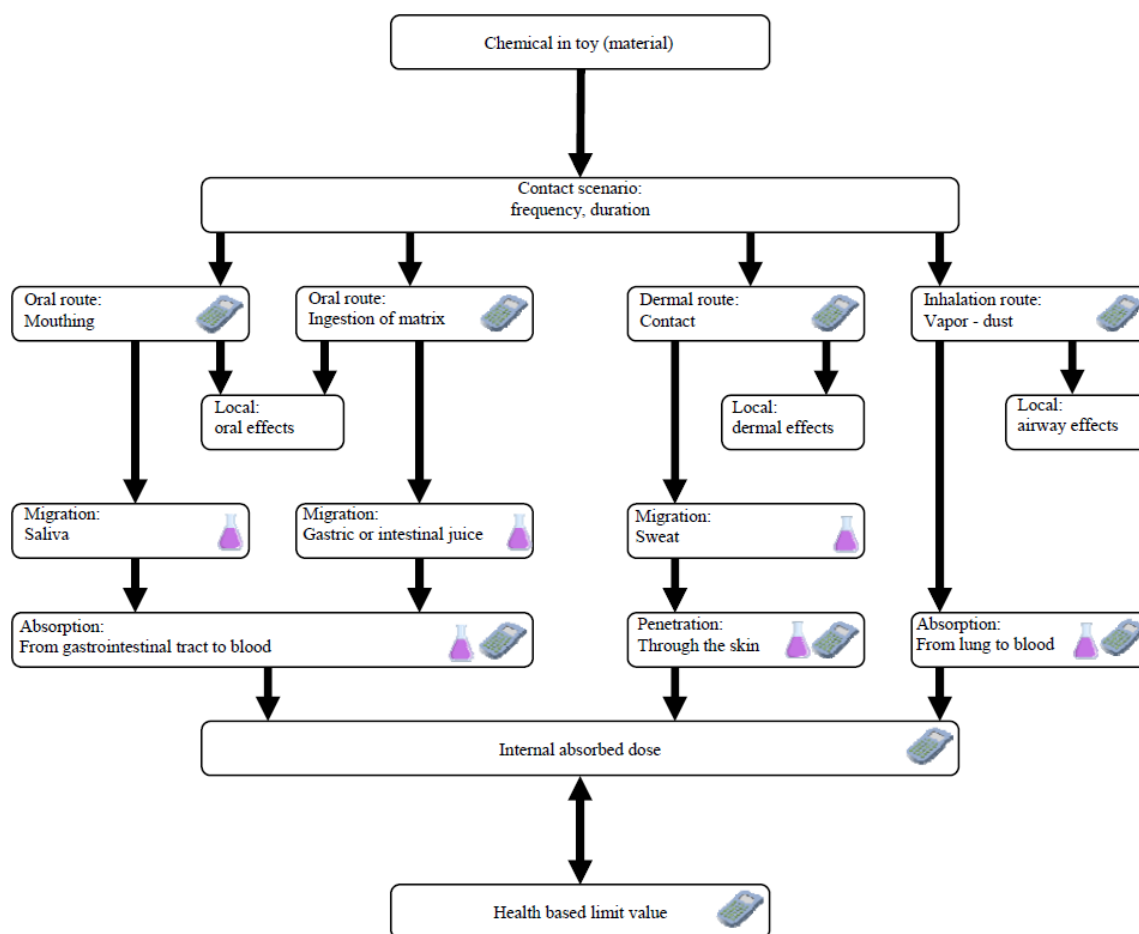 Chemical in toy (material)
Contact scenario:
frequency, duration
Oral route:
Mouthing
Oral route:
Ingestion of matrix
Dermal route:
Contact
Inhalation route:
Vapor - dust
Local:
oral effects
Local:
dermal effects
Local:
airway effects
Migration:
Saliva
Migration:
Gastric or intestinal juice
Migration:
Sweat
Absorption:
From gastrointestinal tract to blood
Penetration:
Through the skin
Absorption:
From lung to blood
Internal absorbed dose
Health based limit value